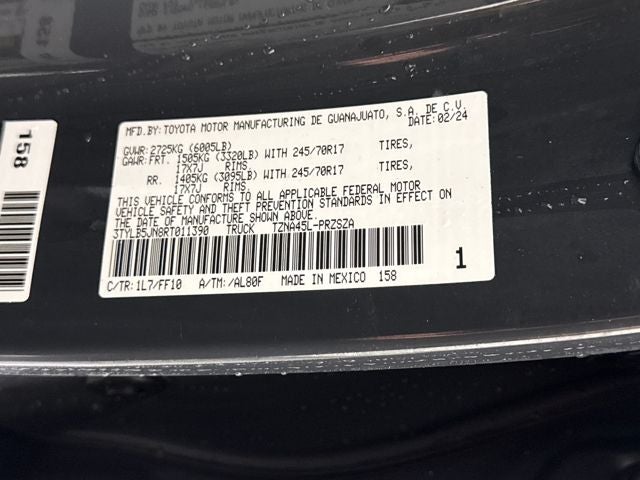 MFD.BY:TOYOTA MOTOR MANUFACTURING DE GUANAJUATO, S.A. DE C.V.
DATE:02/24
GVWR:2725KG (6005LB)
GAWR:FRT. 1505KG (3320LB) WITH 245/70R17 TIRES,
17X7J RIMS
RR. 1405KG (3095LB) WITH 245/70R17 TIRES,
17X7J RIMS.
THIS VEHICLE CONFORMS TO ALL APPLICABLE FEDERAL MOTOR
VEHICLE SAFETY AND THEFT PREVENTION STANDARDS IN EFFECT ON
THE DATE OF MANUFACTURE SHOWN ABOVE.
3TYLB5JN8RT011390 TRUCK TZNA45L-PRZSZA
C/TR:1L7/FF10 A/TM:/AL80F MADE IN MEXICO 158
1
158